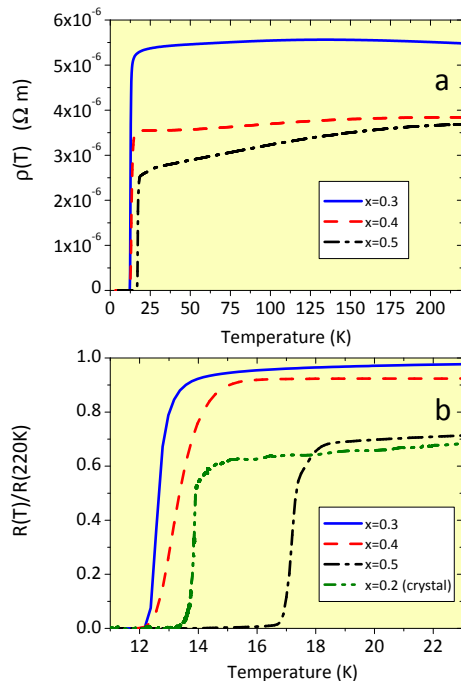 6x10⁻⁶
5x10⁻⁶
4x10⁻⁶
3x10⁻⁶
2x10⁻⁶
1x10⁻⁶
0
ρ(T) (Ω m)
a
x=0.3
x=0.4
x=0.5
0 25 50 75 100 125 150 175 200
Temperature (K)
1.0
0.8
0.6
0.4
0.2
0.0
R(T)/R(220K)
b
x=0.3
x=0.4
x=0.5
x=0.2 (crystal)
12 14 16 18 20 22
Temperature (K)